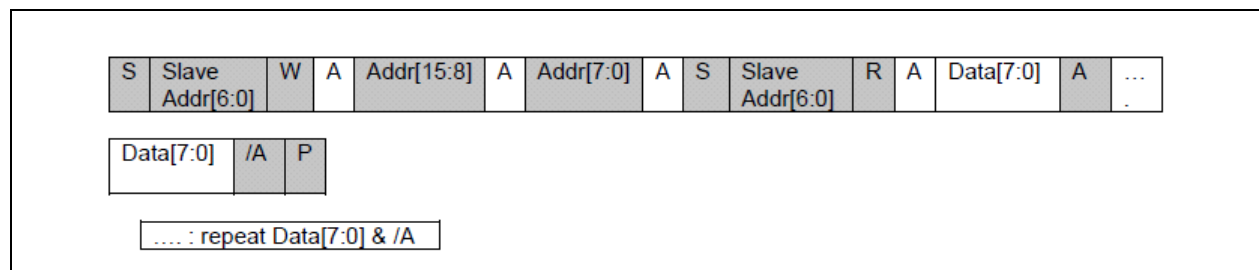 S Slave W A Addr[15:8] A Addr[7:0] A S Slave R A Data[7:0] A ...
Addr[6:0] Addr[6:0] .
Data[7:0] /A P
.... : repeat Data[7:0] & /A